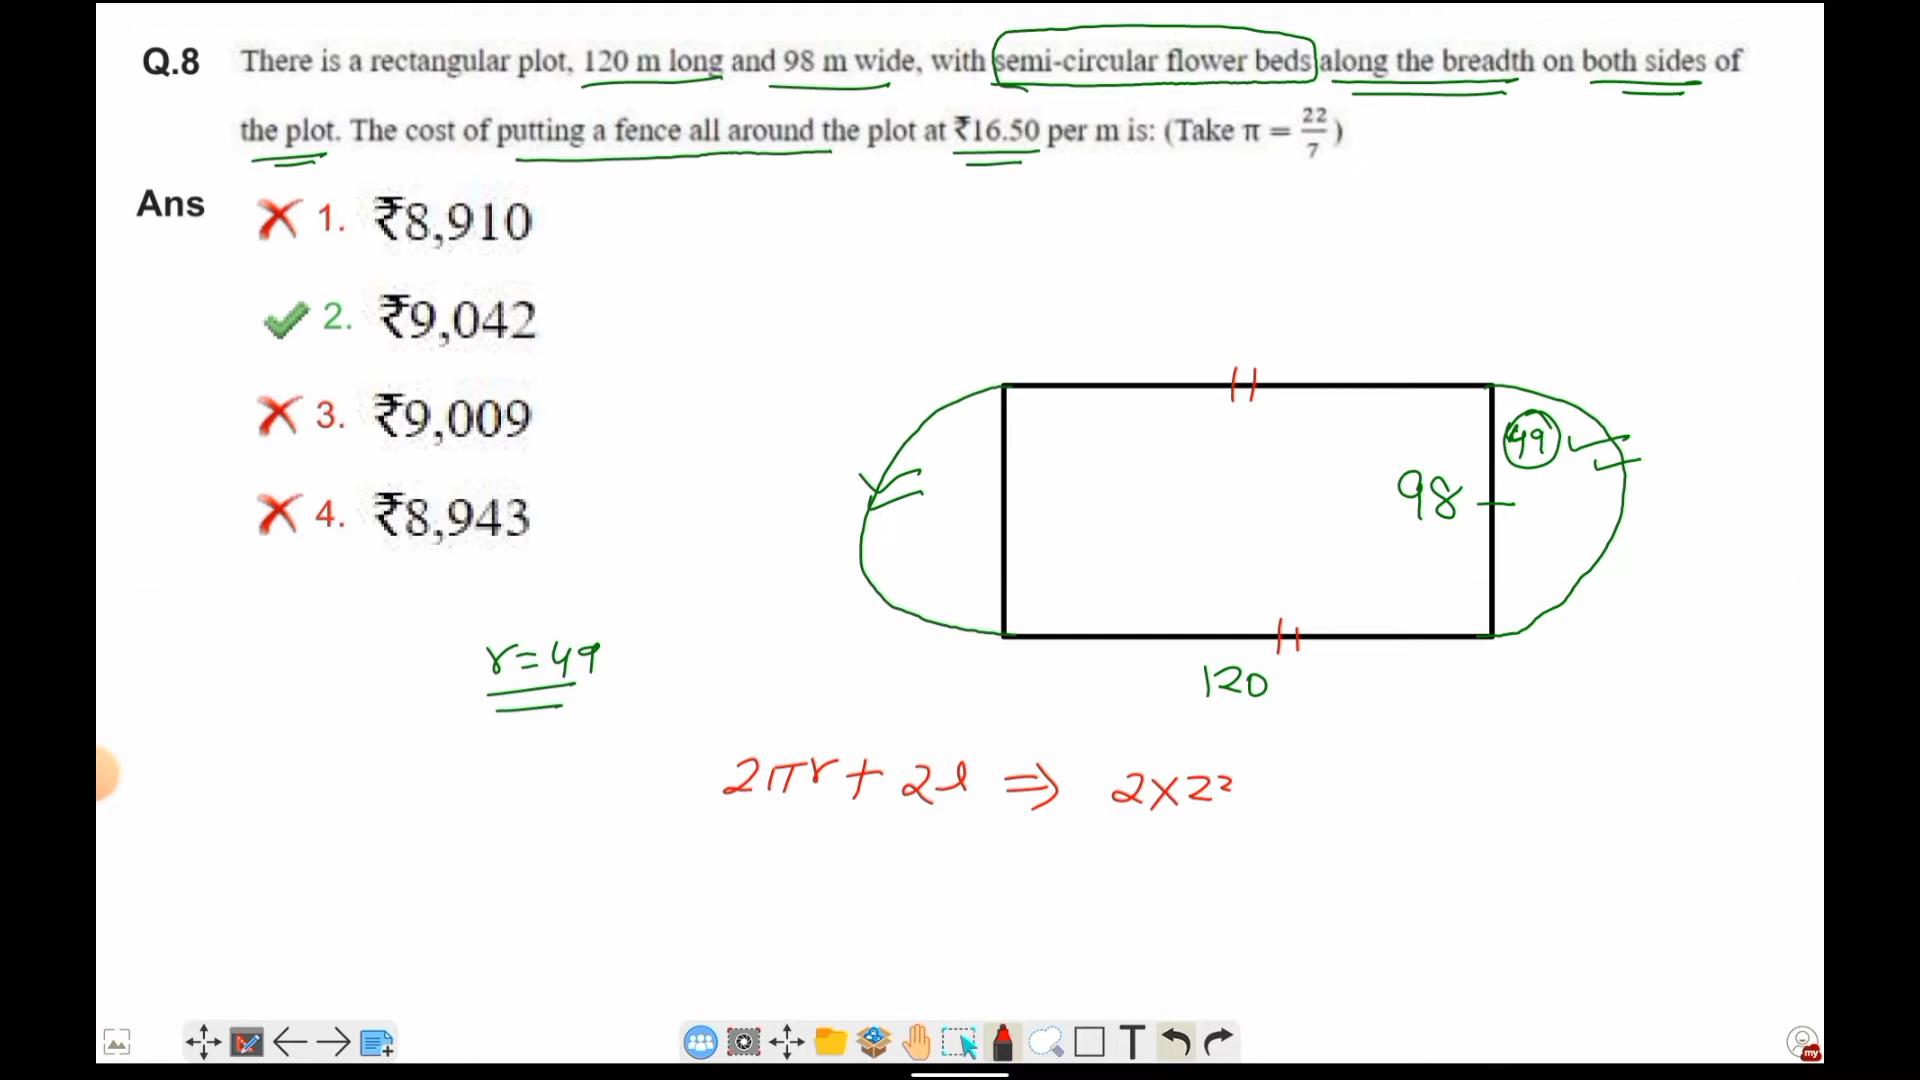 Q.8 There is a rectangular plot, 120 m long and 98 m wide, with semi-circular flower beds along the breadth on both sides of
the plot. The cost of putting a fence all around the plot at ₹16.50 per m is: (Take π = 22/7)
Ans 1. ₹8,910
2. ₹9,042
3. ₹9,009
4. ₹8,943
49
98
120
r=49
2πr + 2l ⇒ 2×22
T
my